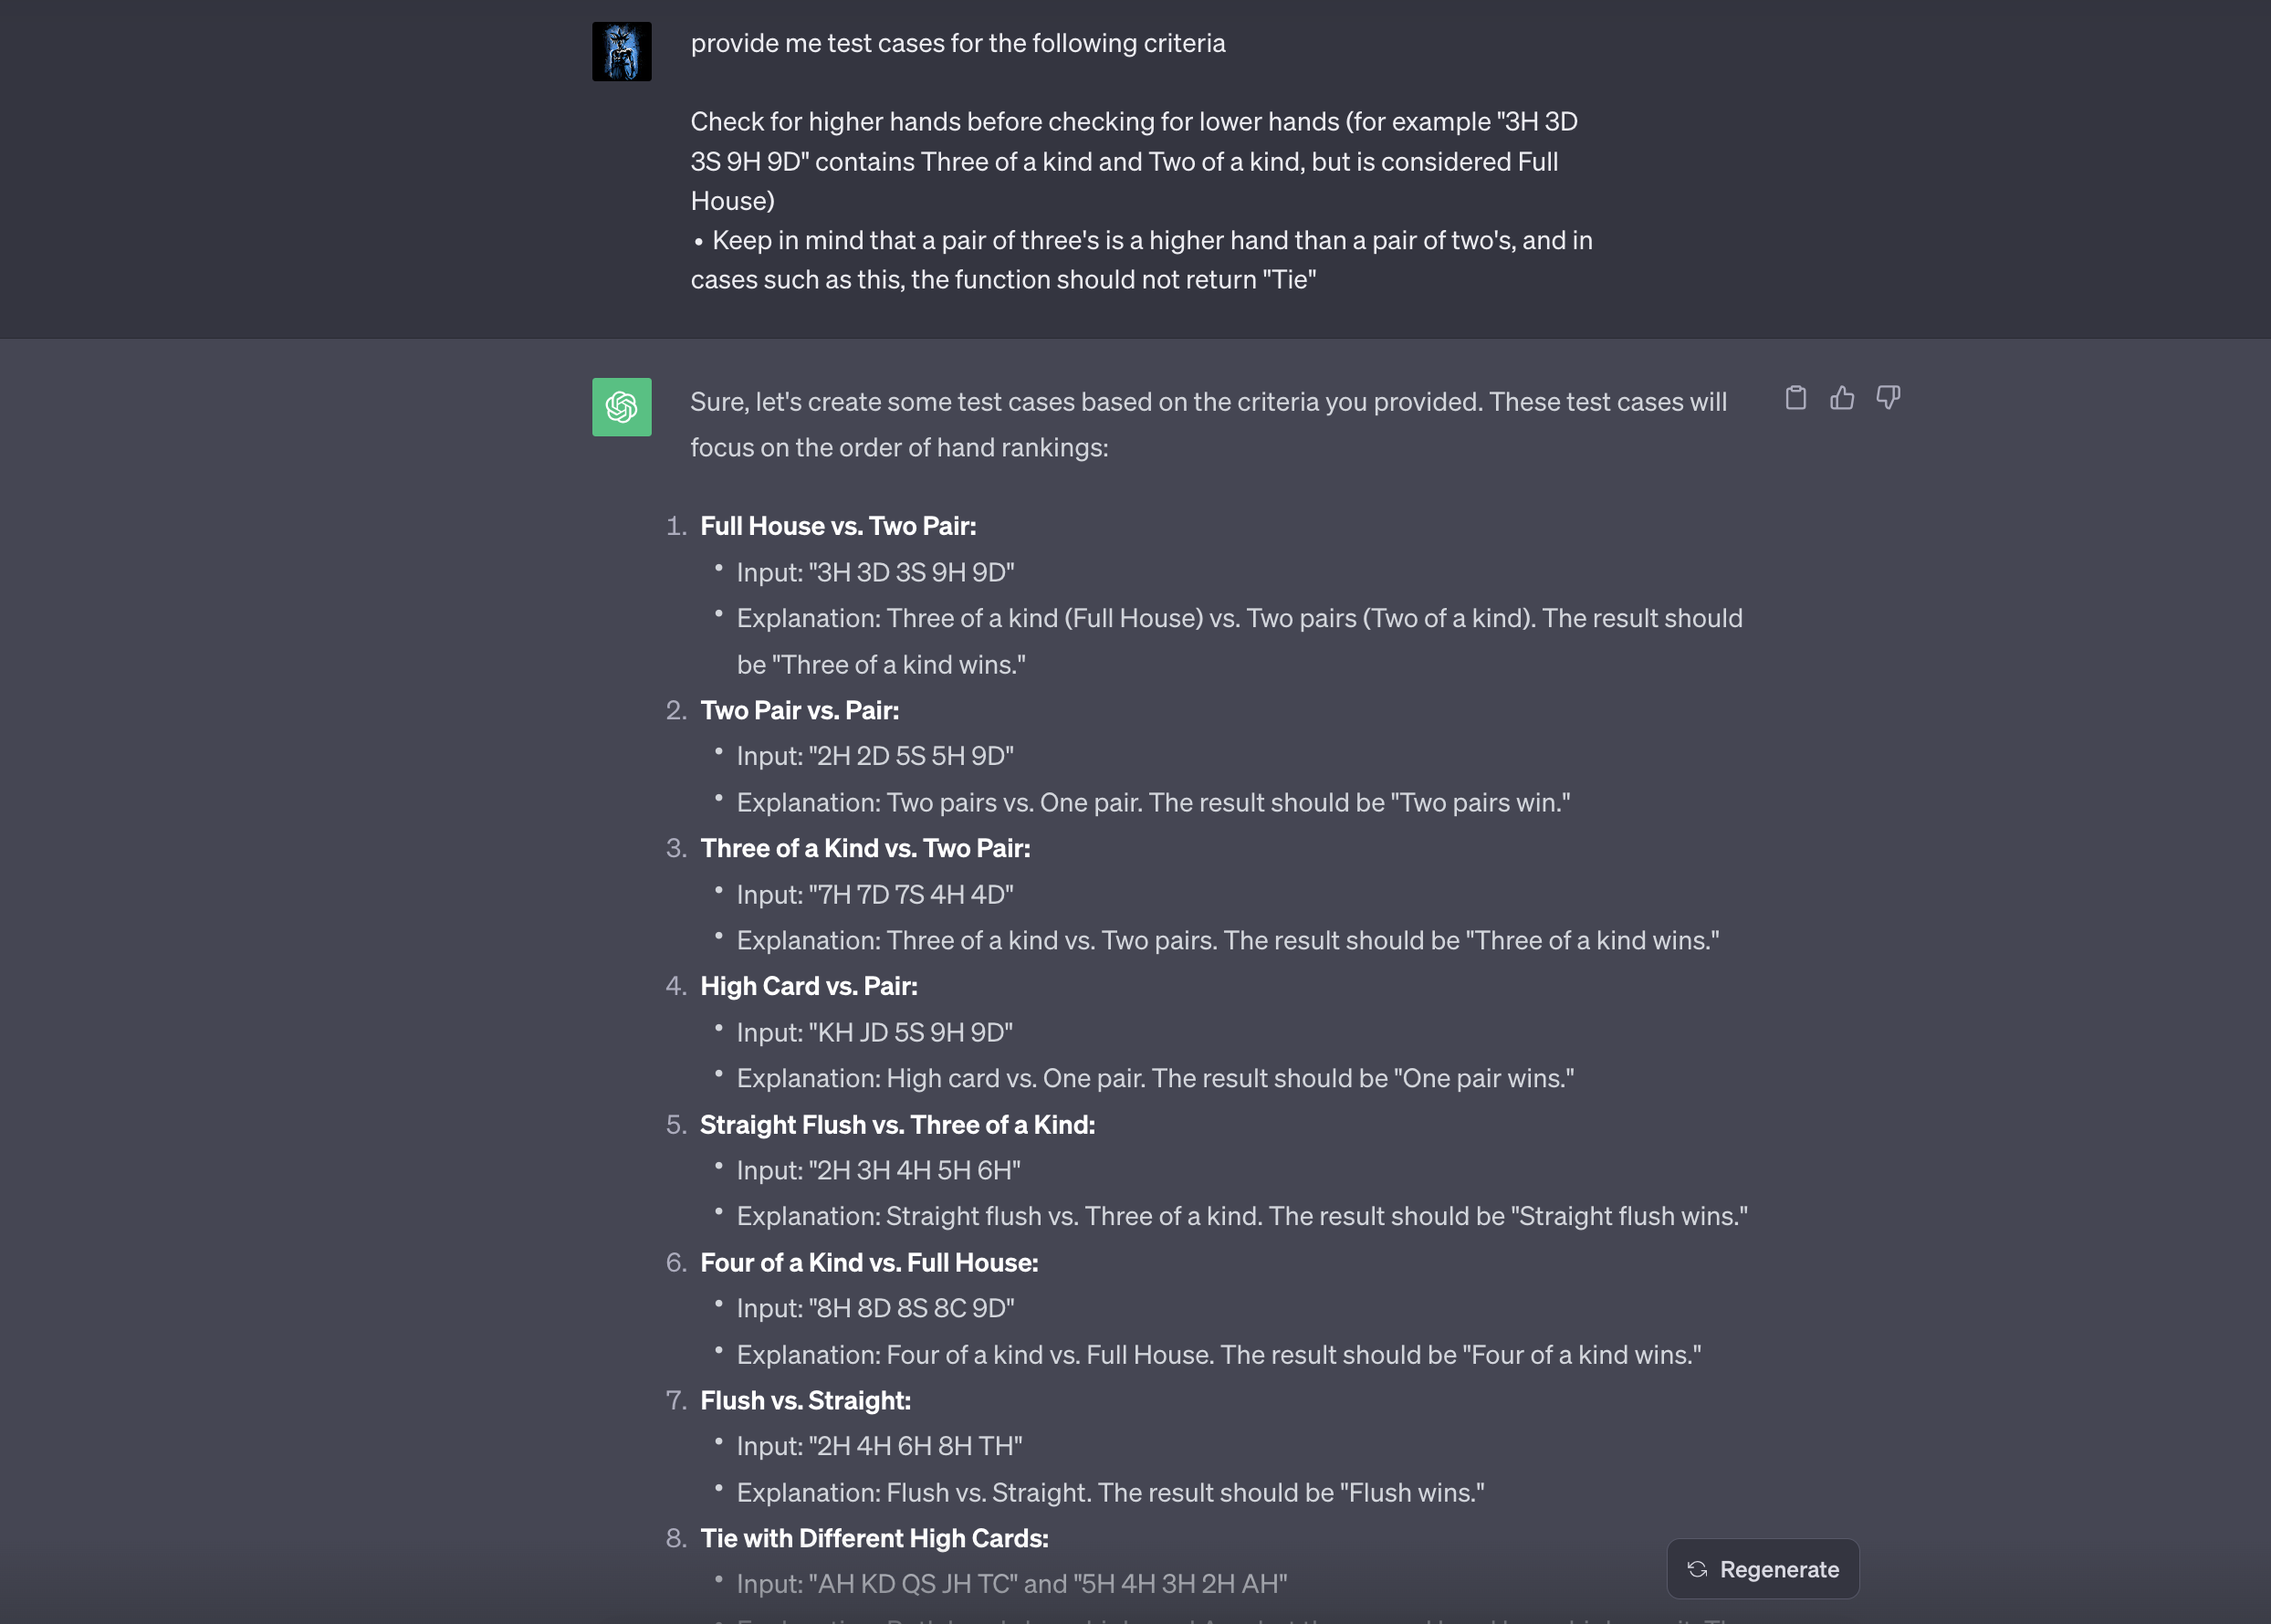 provide me test cases for the following criteria
Check for higher hands before checking for lower hands (for example "3H 3D
3S 9H 9D" contains Three of a kind and Two of a kind, but is considered Full
House)
• Keep in mind that a pair of three's is a higher hand than a pair of two's, and in
cases such as this, the function should not return "Tie"
Sure, let's create some test cases based on the criteria you provided. These test cases will
focus on the order of hand rankings:
1. Full House vs. Two Pair:
• Input: "3H 3D 3S 9H 9D"
• Explanation: Three of a kind (Full House) vs. Two pairs (Two of a kind). The result should
be "Three of a kind wins."
2. Two Pair vs. Pair:
• Input: "2H 2D 5S 5H 9D"
• Explanation: Two pairs vs. One pair. The result should be "Two pairs win."
3. Three of a Kind vs. Two Pair:
• Input: "7H 7D 7S 4H 4D"
• Explanation: Three of a kind vs. Two pairs. The result should be "Three of a kind wins."
4. High Card vs. Pair:
• Input: "KH JD 5S 9H 9D"
• Explanation: High card vs. One pair. The result should be "One pair wins."
5. Straight Flush vs. Three of a Kind:
• Input: "2H 3H 4H 5H 6H"
• Explanation: Straight flush vs. Three of a kind. The result should be "Straight flush wins."
6. Four of a Kind vs. Full House:
• Input: "8H 8D 8S 8C 9D"
• Explanation: Four of a kind vs. Full House. The result should be "Four of a kind wins."
7. Flush vs. Straight:
• Input: "2H 4H 6H 8H TH"
• Explanation: Flush vs. Straight. The result should be "Flush wins."
8. Tie with Different High Cards:
• Input: "AH KD QS JH TC" and "5H 4H 3H 2H AH"
Regenerate